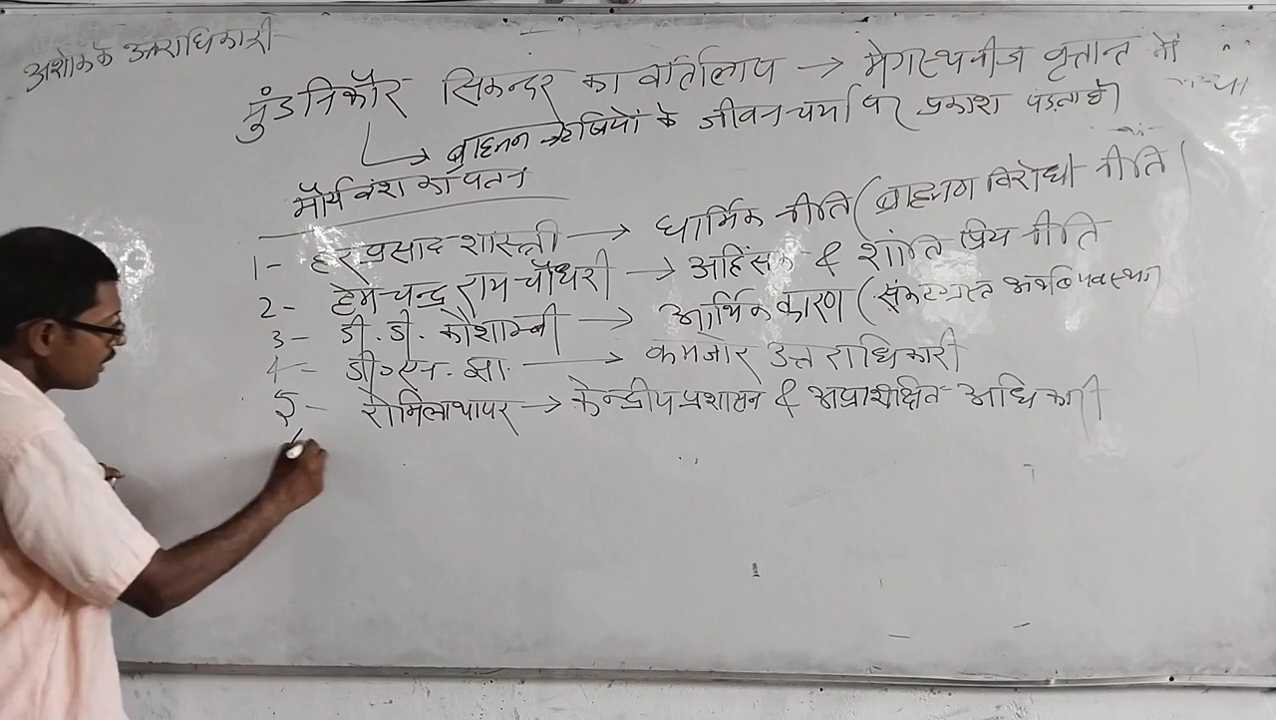 अशोक के उत्तराधिकारी
मुंडनिकौर सिकन्दर का वार्तालाप → मेगस्थनीज वृत्तान्त में
→ ब्राहमन ऋषियों के जीवन-चर्या पर प्रकाश पड़ता है।
मौर्य वंश का पतन
1- हर प्रसाद शास्त्री → धार्मिक नीति (ब्राह्मण विरोधी नीति)
2- हेमचन्द्र राय चौधरी → अहिंसक & शांति प्रिय नीति
3- डी. डी. कौशाम्बी → आर्थिक कारण (संकटग्रस्त अर्थव्यवस्था)
4- डी॰ एन. झा. → कमजोर उत्तराधिकारी
5- रोमिला थापर → केन्द्रीय प्रशासन & अप्रशिक्षित अधिकारी